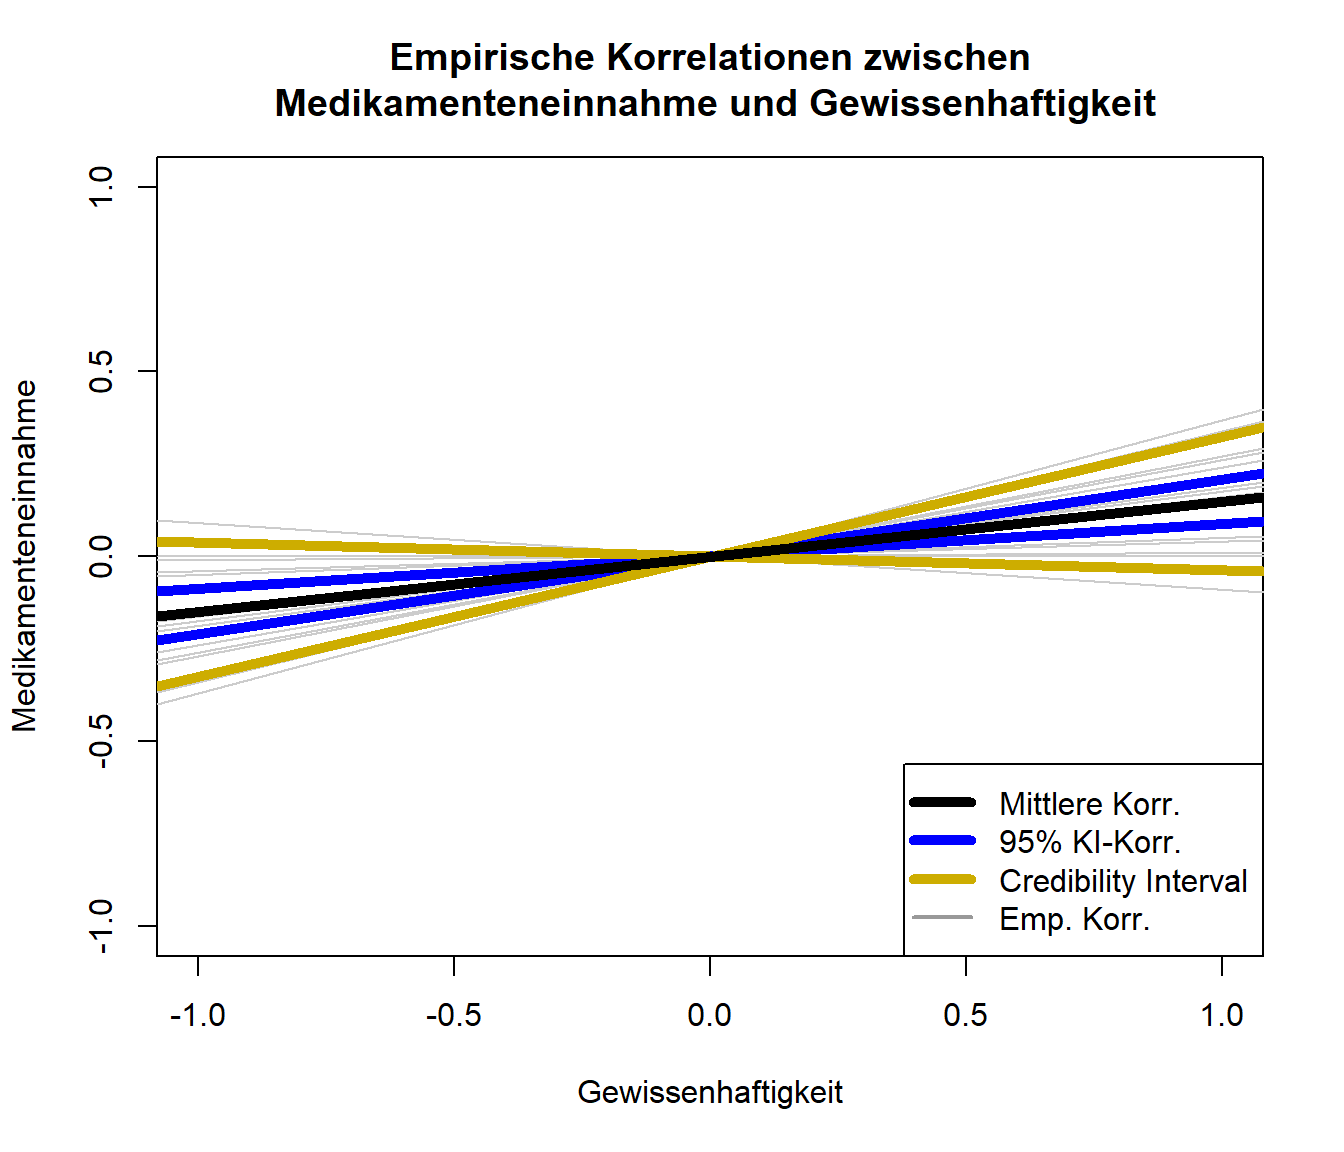 Empirische Korrelationen zwischen
Medikamenteneinnahme und Gewissenhaftigkeit
Medikamenteneinnahme
1.0
0.5
0.0
-0.5
-1.0
Mittlere Korr.
95% KI-Korr.
Credibility Interval
Emp. Korr.
-1.0 -0.5 0.0 0.5 1.0
Gewissenhaftigkeit